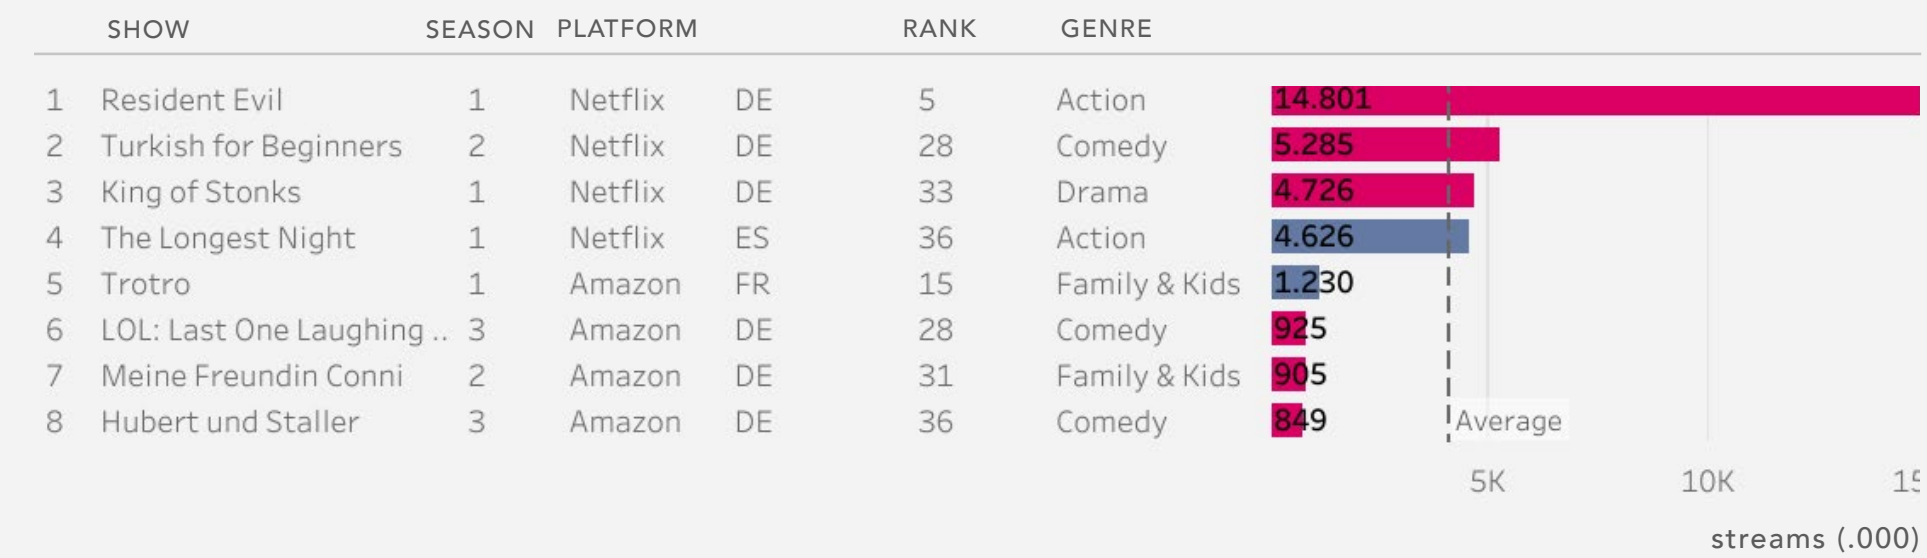 SHOW SEASON PLATFORM RANK GENRE
1 Resident Evil 1 Netflix DE 5 Action 14.801
2 Turkish for Beginners 2 Netflix DE 28 Comedy 5.285
3 King of Stonks 1 Netflix DE 33 Drama 4.726
4 The Longest Night 1 Netflix ES 36 Action 4.626
5 Trotro 1 Amazon FR 15 Family & Kids 1.230
6 LOL: Last One Laughing .. 3 Amazon DE 28 Comedy 925
7 Meine Freundin Conni 2 Amazon DE 31 Family & Kids 905
8 Hubert und Staller 3 Amazon DE 36 Comedy 849 Average
5K 10K
streams (.000)